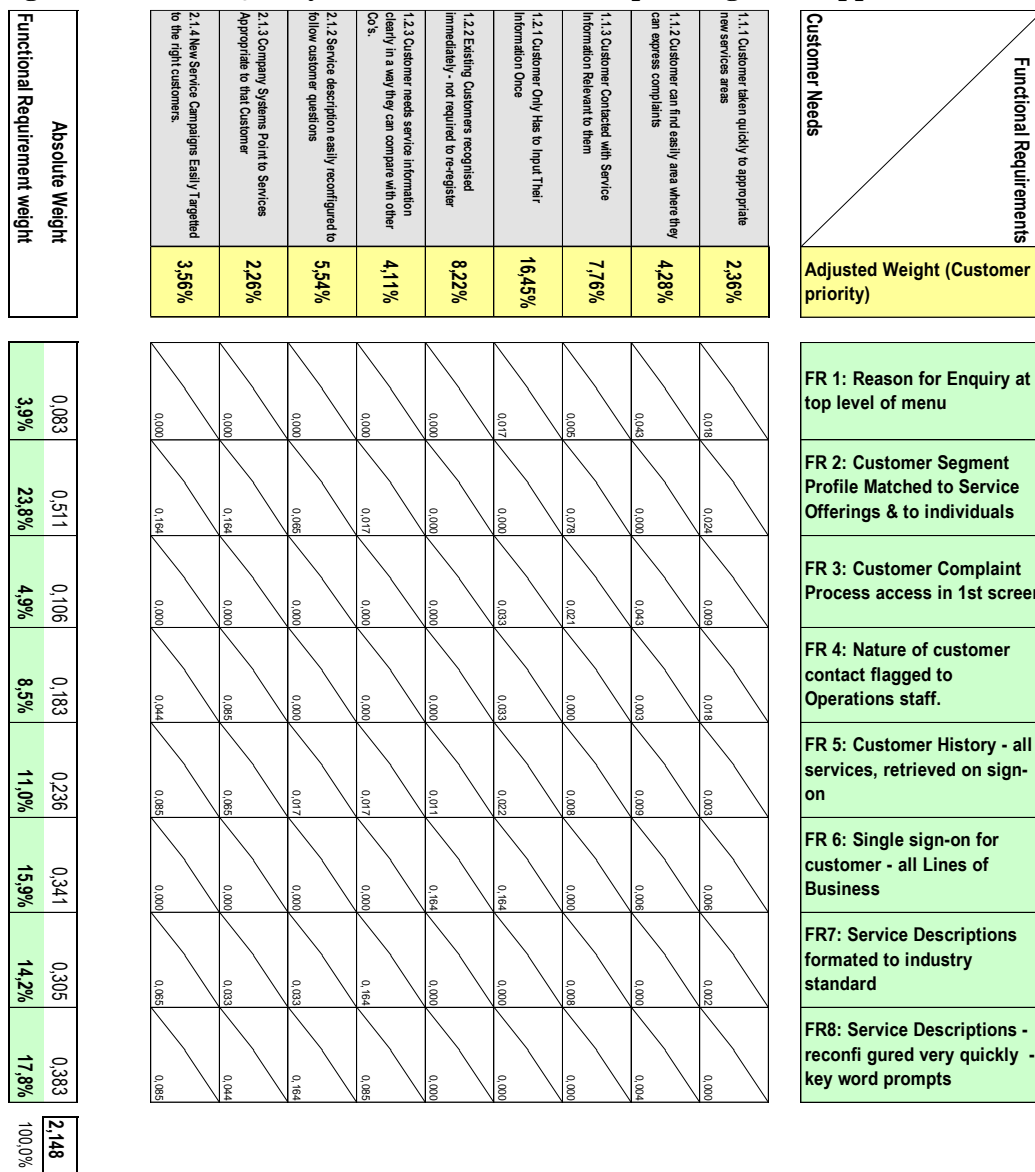 Functional Requirements
Customer Needs
Adjusted Weight (Customer
priority)
FR 1: Reason for Enquiry at
top level of menu
FR 2: Customer Segment
Profile Matched to Service
Offerings & to individuals
FR 3: Customer Complaint
Process access in 1st screen
FR 4: Nature of customer
contact flagged to
Operations staff.
FR 5: Customer History - all
services, retrieved on sign-
on
FR 6: Single sign-on for
customer - all Lines of
Business
FR7: Service Descriptions
formated to industry
standard
FR8: Service Descriptions -
reconfi gured very quickly -
key word prompts
1.1.1 Customer taken quickly to appropriate
new services areas
2,36% 0,018 0,024 0,009 0,018 0,003 0,006 0,002 0,000
1.1.2 Customer can find easily area where they
can express complaints
4,28% 0,043 0,000 0,043 0,003 0,009 0,006 0,000 0,004
1.1.3 Customer Contacted with Service
Information Relevant to them
7,76% 0,005 0,078 0,021 0,000 0,008 0,000 0,008 0,000
1.2.1 Customer Only Has to Input Their
Information Once
16,45% 0,017 0,000 0,033 0,033 0,022 0,164 0,000 0,000
1.2.2 Existing Customers recognised
immediately - not required to re-register
8,22% 0,000 0,000 0,000 0,000 0,011 0,164 0,000 0,000
1.2.3 Customer needs service information
clearly in a way they can compare with other
Co's.
4,11% 0,000 0,017 0,000 0,000 0,017 0,000 0,164 0,085
2.1.2 Service description easily reconfigured to
follow customer questions
5,54% 0,000 0,065 0,000 0,000 0,017 0,000 0,033 0,164
2.1.3 Company Systems Point to Services
Appropriate to that Customer
2,26% 0,000 0,164 0,000 0,085 0,065 0,000 0,033 0,044
2.1.4 New Service Campaigns Easily Targetted
to the right customers.
3,56% 0,000 0,164 0,000 0,044 0,085 0,000 0,065 0,085
Absolute Weight 0,083 0,511 0,106 0,183 0,236 0,341 0,305 0,383 2,148
Functional Requirement weight 3,9% 23,8% 4,9% 8,5% 11,0% 15,9% 14,2% 17,8% 100,0%